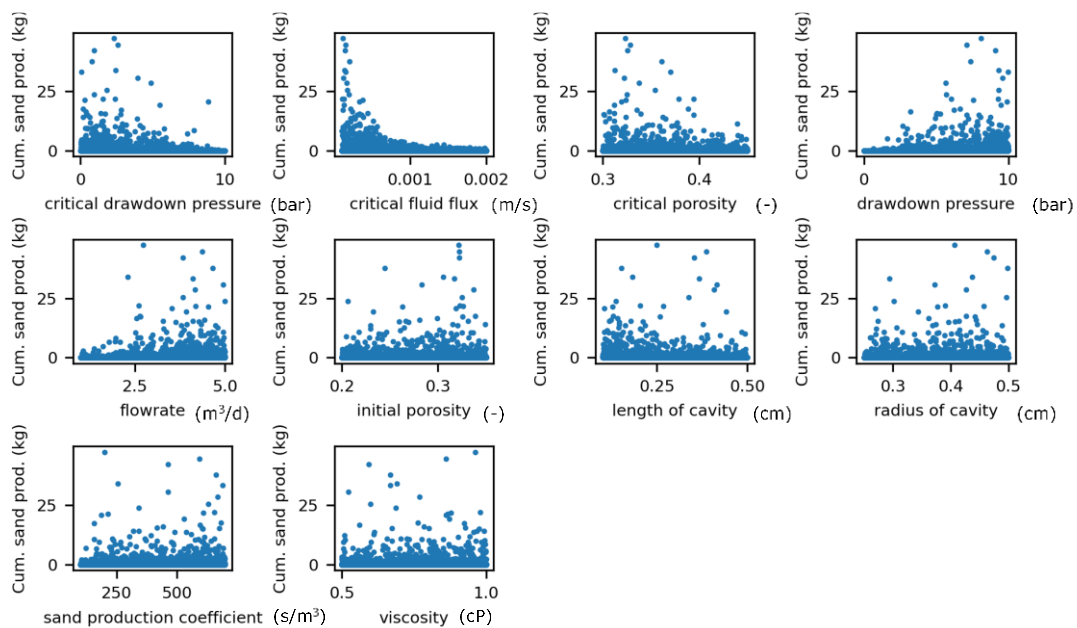 Cum. sand prod. (kg)
25
0
0
10
critical drawdown pressure (bar)
Cum. sand prod. (kg)
25
0
0.001
0.002
critical fluid flux (m/s)
Cum. sand prod. (kg)
25
0
0.3
0.4
critical porosity (-)
Cum. sand prod. (kg)
25
0
0
10
drawdown pressure (bar)
Cum. sand prod. (kg)
25
0
2.5
5.0
flowrate (m³/d)
Cum. sand prod. (kg)
25
0
0.2
0.3
initial porosity (-)
Cum. sand prod. (kg)
25
0
0.25
0.50
length of cavity (cm)
Cum. sand prod. (kg)
25
0
0.3
0.4
0.5
radius of cavity (cm)
Cum. sand prod. (kg)
25
0
250
500
sand production coefficient (s/m³)
Cum. sand prod. (kg)
25
0
0.5
1.0
viscosity (cP)